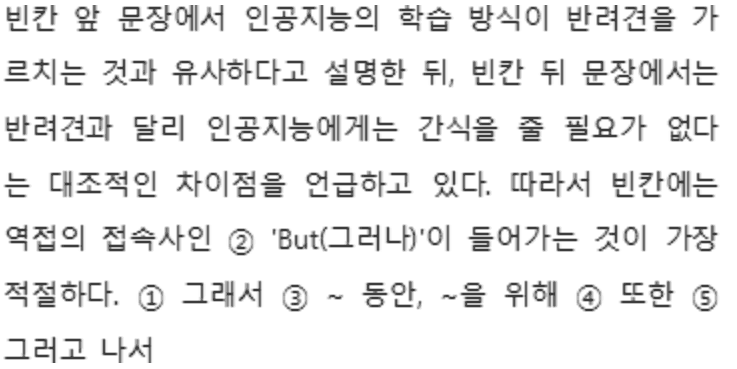 빈칸 앞 문장에서 인공지능의 학습 방식이 반려견을 가
르치는 것과 유사하다고 설명한 뒤, 빈칸 뒤 문장에서는
반려견과 달리 인공지능에게는 간식을 줄 필요가 없다
는 대조적인 차이점을 언급하고 있다. 따라서 빈칸에는
역접의 접속사인 ② 'But(그러나)'이 들어가는 것이 가장
적절하다. ① 그래서 ③ ~ 동안, ~을 위해 ④ 또한 ⑤
그러고 나서